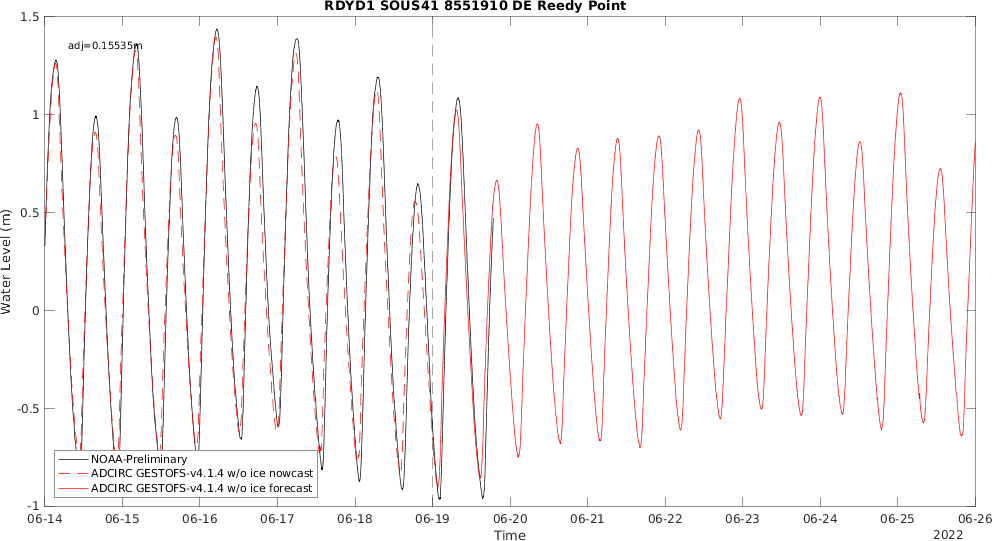 RDYD1 SOUS41 8551910 DE Reedy Point
adj=0.15535m
1.5
1
0.5
0
-0.5
-1
Water Level (m)
NOAA-Preliminary
ADCIRC GESTOFS-v4.1.4 w/o ice nowcast
ADCIRC GESTOFS-v4.1.4 w/o ice forecast
06-14 06-15 06-16 06-17 06-18 06-19 06-20 06-21 06-22 06-23 06-24 06-25 06-26
Time
2022